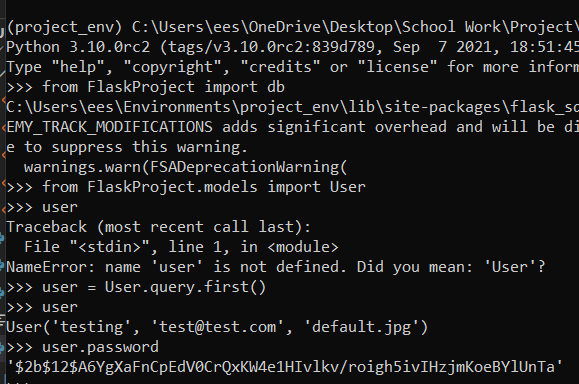 (project_env) C:\Users\ees\OneDrive\Desktop\School Work\Project\
Python 3.10.0rc2 (tags/v3.10.0rc2:839d789, Sep  7 2021, 18:51:45
Type "help", "copyright", "credits" or "license" for more inform
>>> from FlaskProject import db
C:\Users\ees\Environments\project_env\lib\site-packages\flask_sq
EMY_TRACK_MODIFICATIONS adds significant overhead and will be di
e to suppress this warning.
  warnings.warn(FSADeprecationWarning(
>>> from FlaskProject.models import User
>>> user
Traceback (most recent call last):
  File "<stdin>", line 1, in <module>
NameError: name 'user' is not defined. Did you mean: 'User'?
>>> user = User.query.first()
>>> user
User('testing', 'test@test.com', 'default.jpg')
>>> user.password
'$2b$12$A6YgXaFnCpEdV0CrQxKW4e1HIvlkv/roigh5ivIHzjmKoeBYlUnTa'
>>>